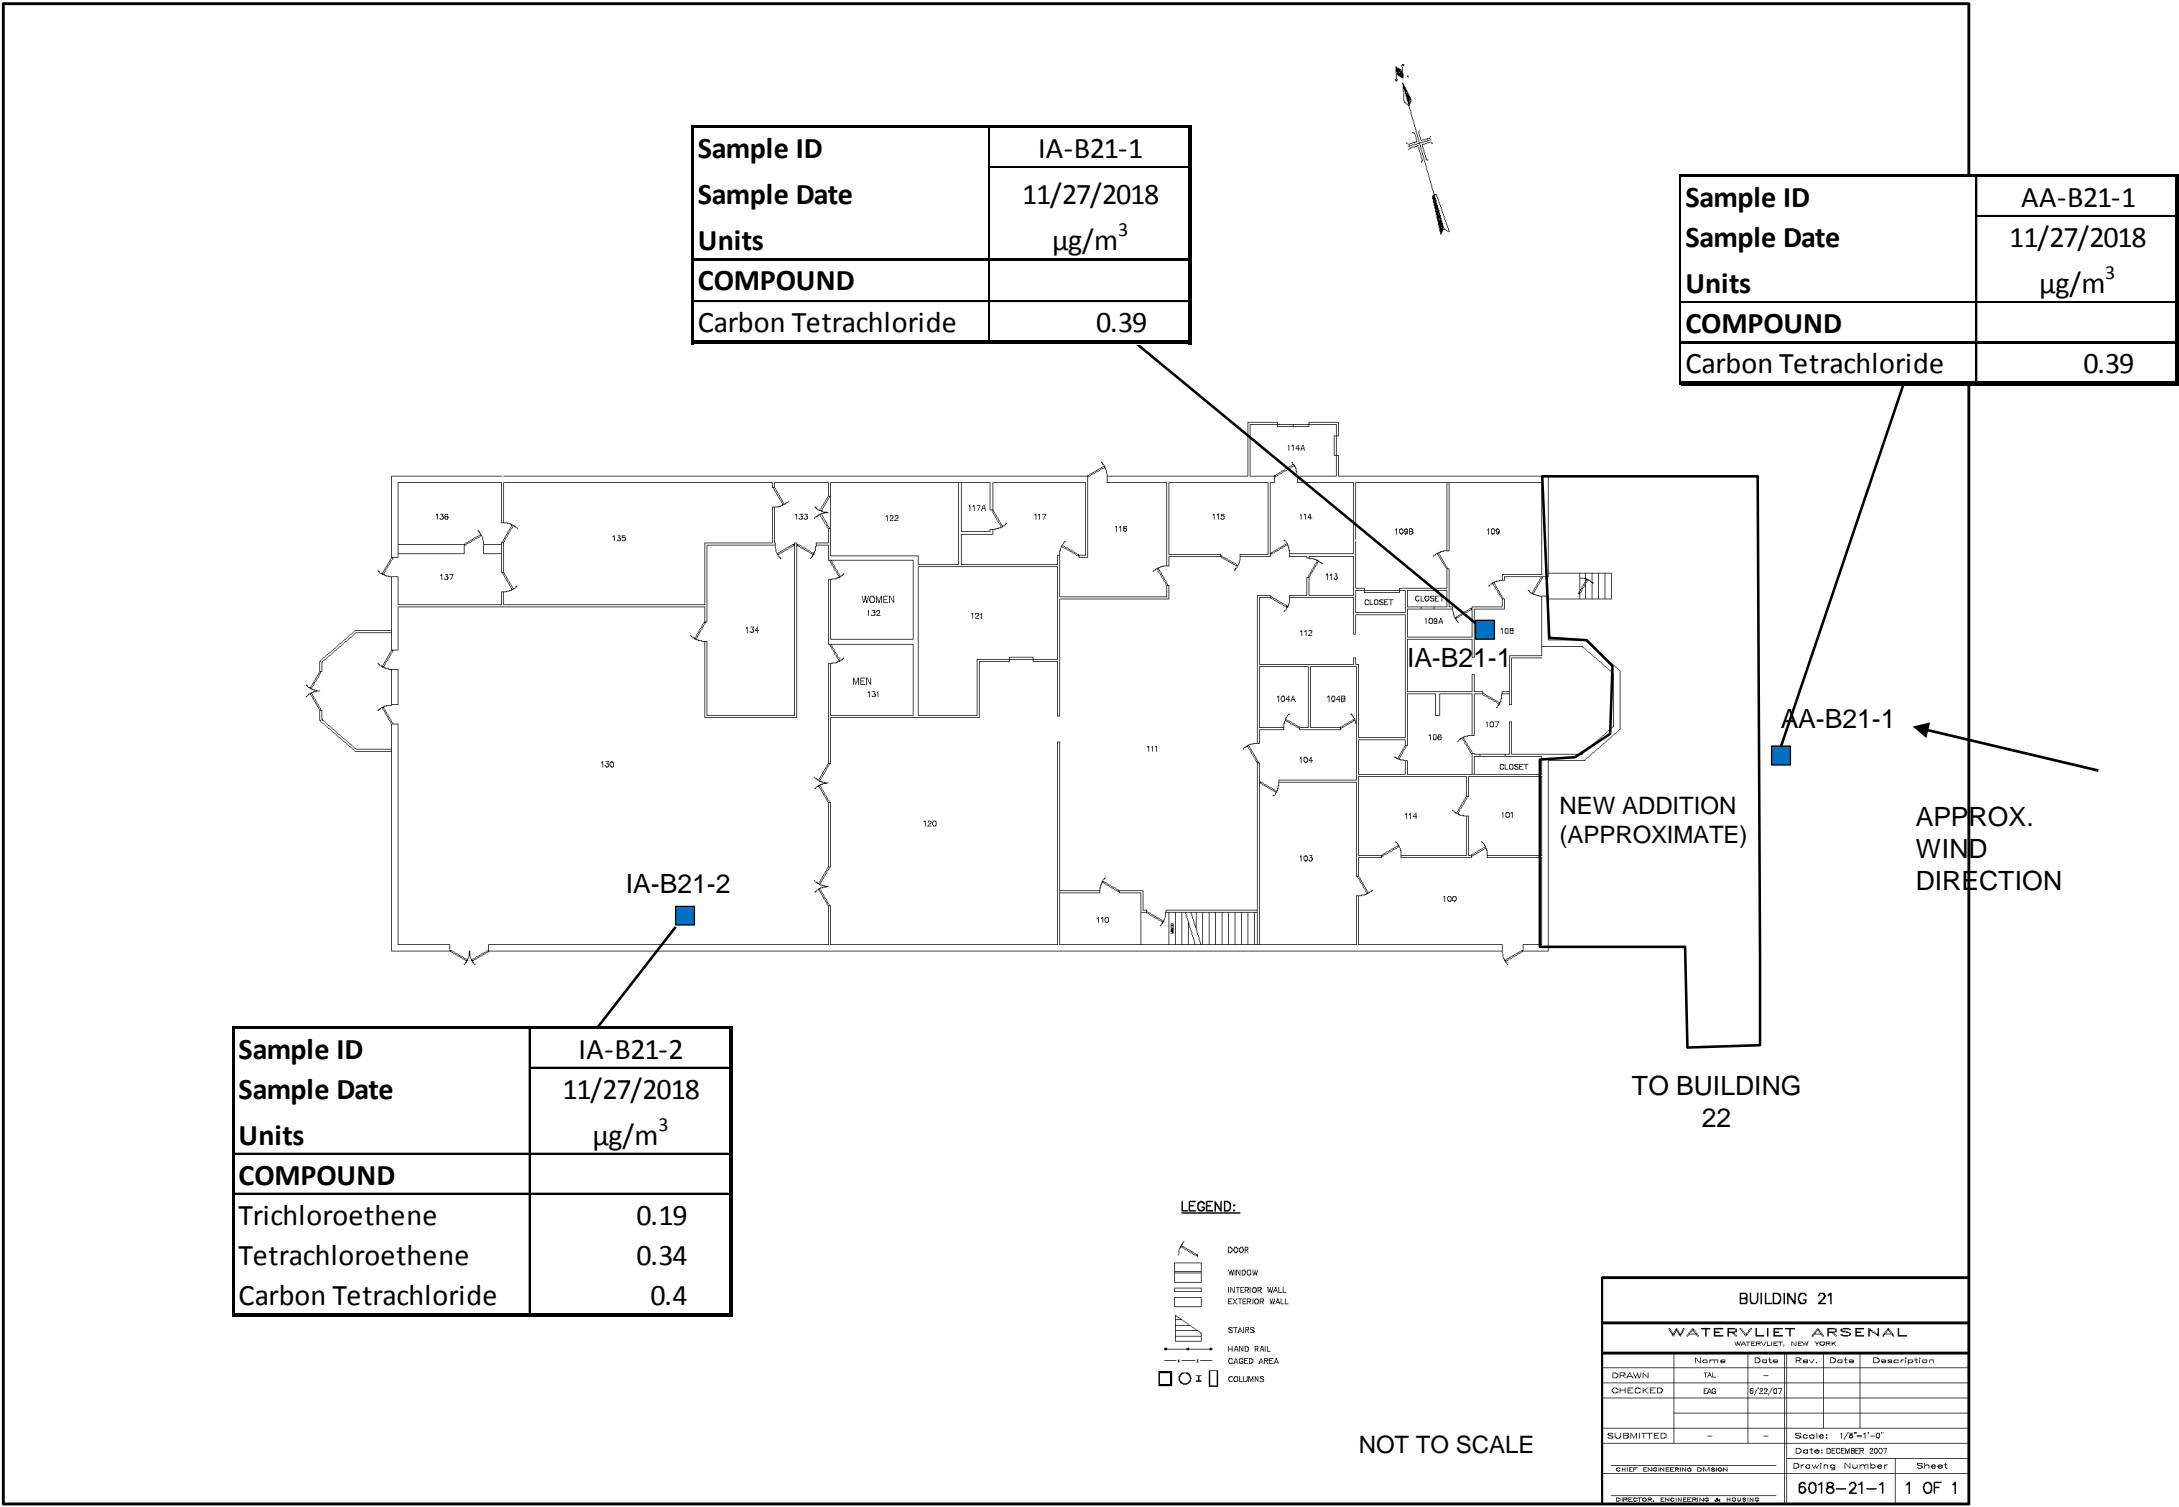 N.
Sample ID IA-B21-1
Sample Date 11/27/2018
Units µg/m³
COMPOUND
Carbon Tetrachloride 0.39
Sample ID AA-B21-1
Sample Date 11/27/2018
Units µg/m³
COMPOUND
Carbon Tetrachloride 0.39
114A
136
135
133
122
117A
117
116
115
114
109B
109
137
113
WOMEN
132
134
121
CLOSET
CLOSET
109A
108
112
IA-B21-1
MEN
131
104A
104B
107
106
111
104
CLOSET
130
120
114
101
103
100
110
IA-B21-2
AA-B21-1
NEW ADDITION
(APPROXIMATE)
APPROX.
WIND
DIRECTION
Sample ID IA-B21-2
Sample Date 11/27/2018
Units µg/m³
COMPOUND
Trichloroethene 0.19
Tetrachloroethene 0.34
Carbon Tetrachloride 0.4
TO BUILDING
22
LEGEND:
DOOR
WINDOW
INTERIOR WALL
EXTERIOR WALL
STAIRS
HAND RAIL
CAGED AREA
COLUMNS
NOT TO SCALE
BUILDING 21
WATERVLIET ARSENAL
WATERVLIET, NEW YORK
Name Date Rev. Date Description
DRAWN TAL -
CHECKED EAG 6/22/07
SUBMITTED - - Scale: 1/8"=1'-0"
Date: DECEMBER 2007
CHIEF ENGINEERING DIVISION
Drawing Number Sheet
6018-21-1 1 OF 1
DIRECTOR, ENGINEERING & HOUSING